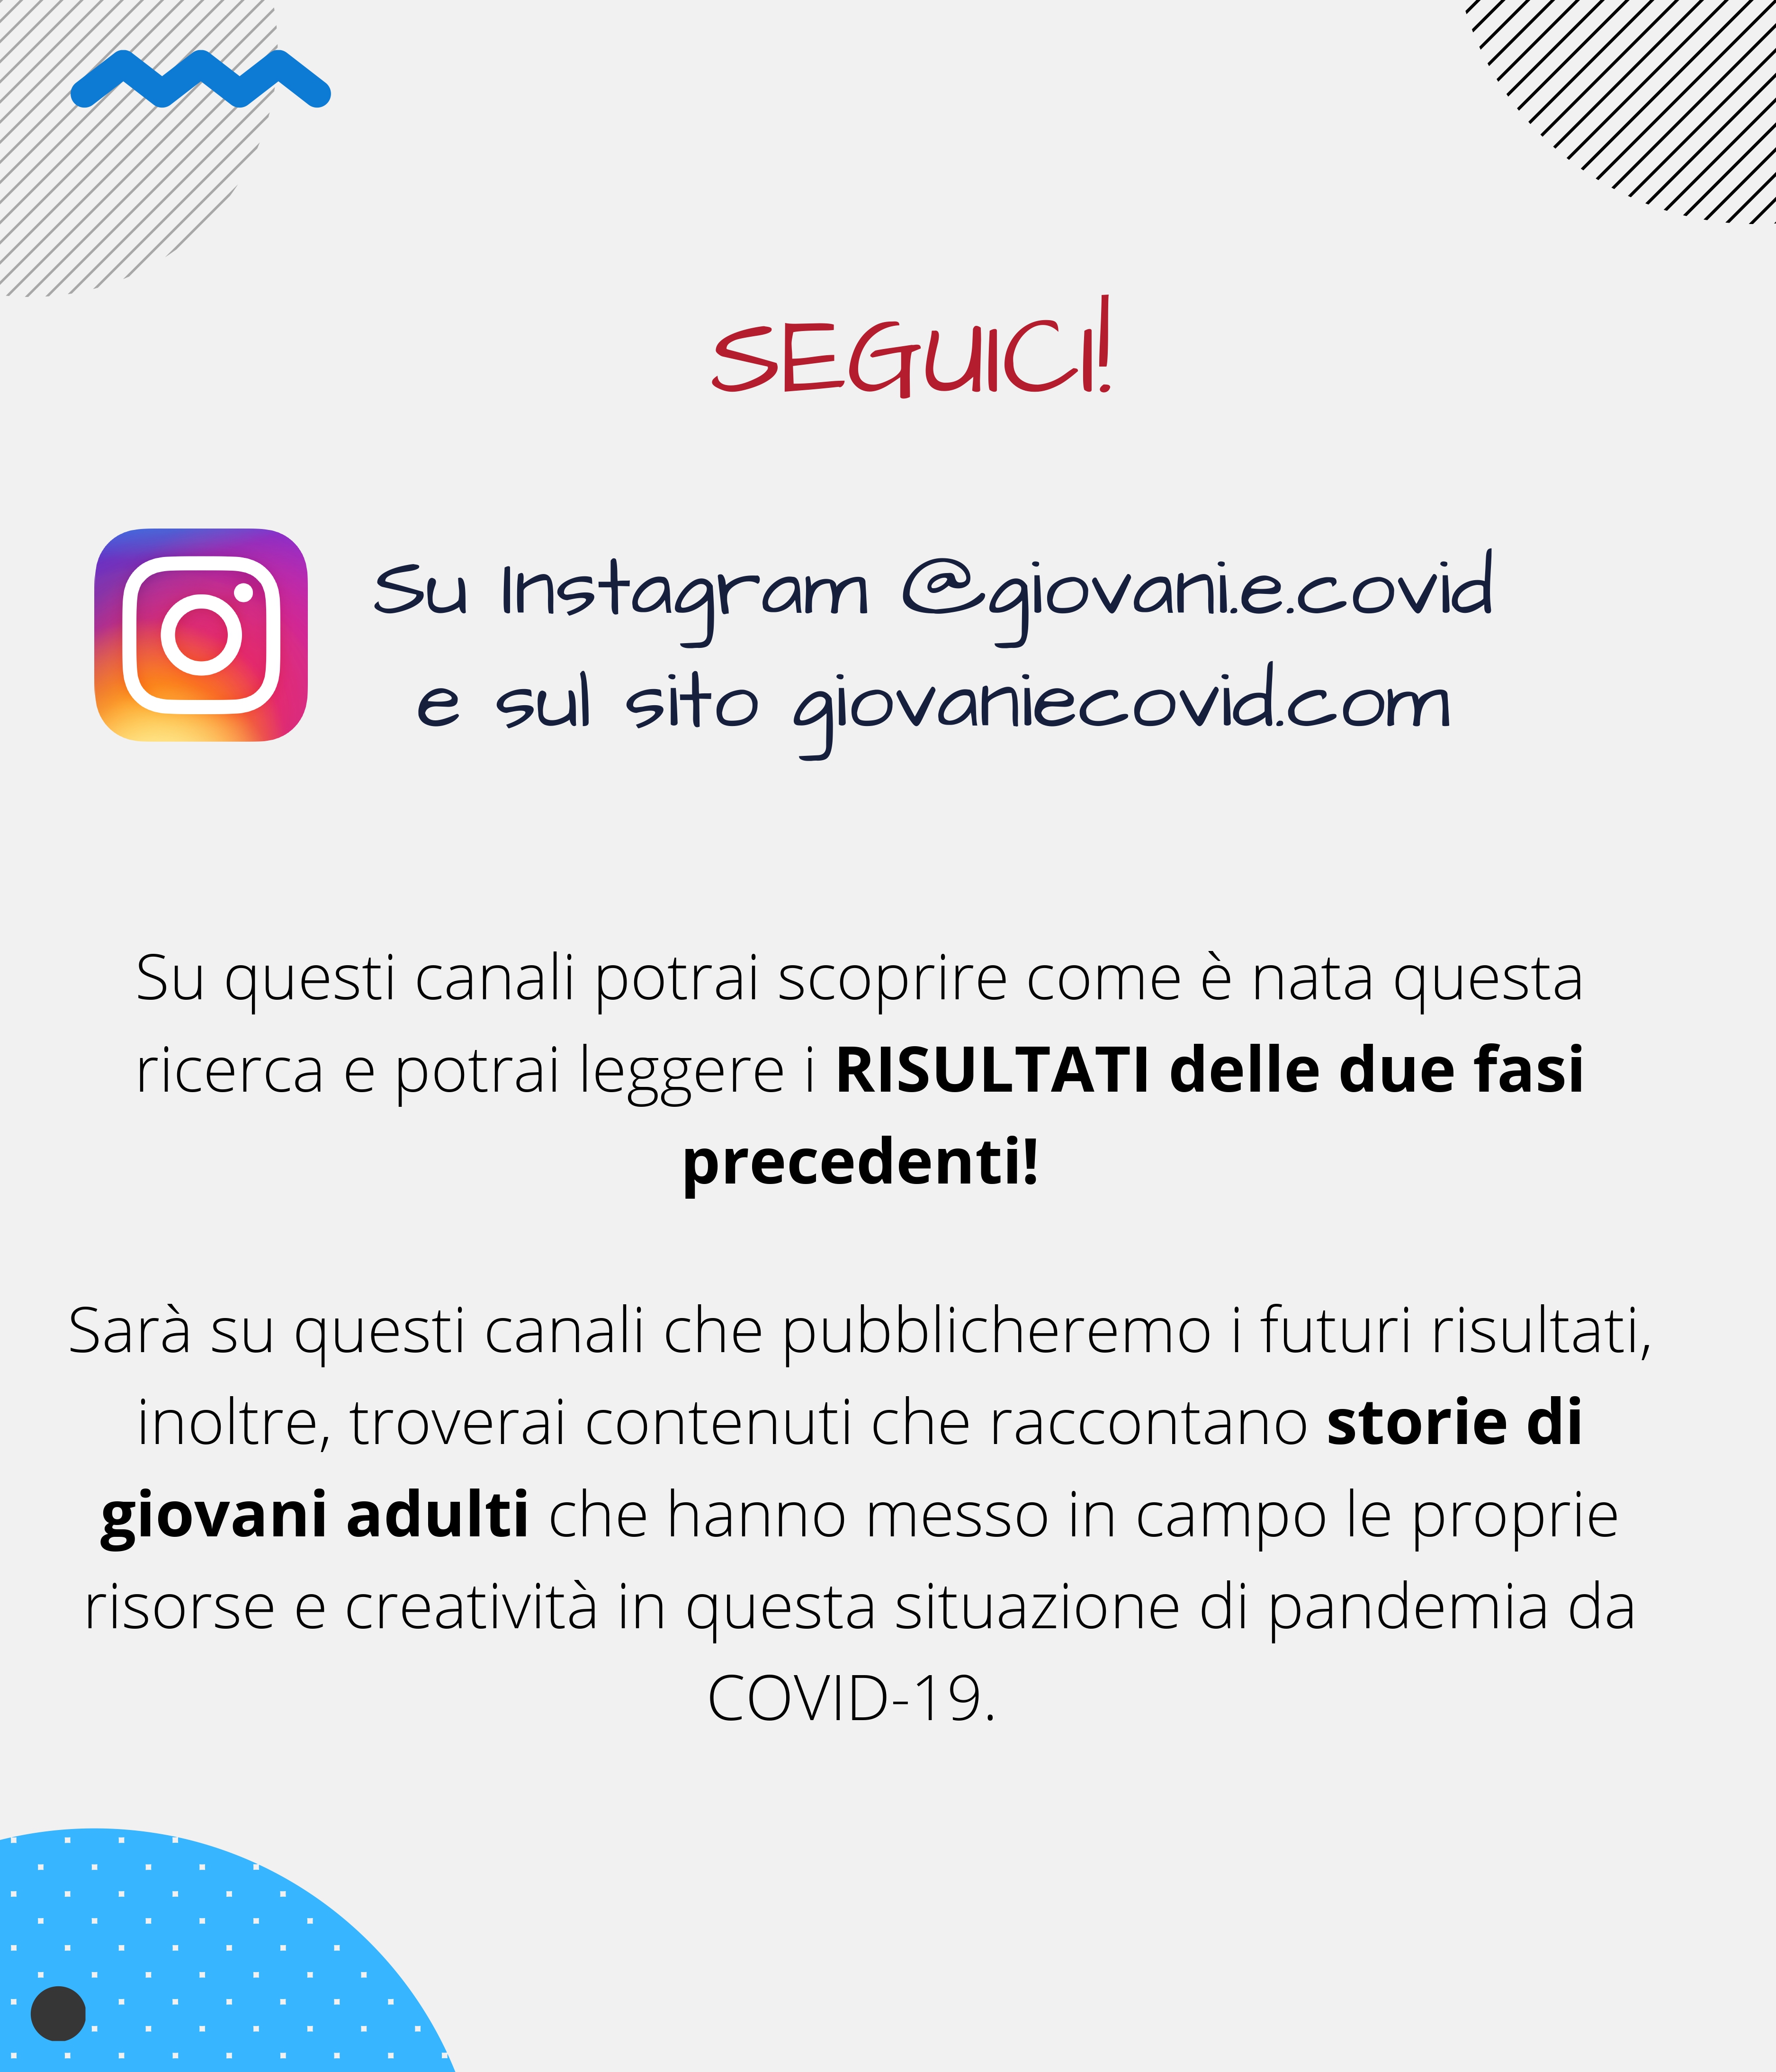 SEGUICI!
Su Instagram @giovani.e.covid
e sul sito giovaniecovid.com
Su questi canali potrai scoprire come è nata questa
ricerca e potrai leggere i RISULTATI delle due fasi
precedenti!
Sarà su questi canali che pubblicheremo i futuri risultati,
inoltre, troverai contenuti che raccontano storie di
giovani adulti che hanno messo in campo le proprie
risorse e creatività in questa situazione di pandemia da
COVID-19.